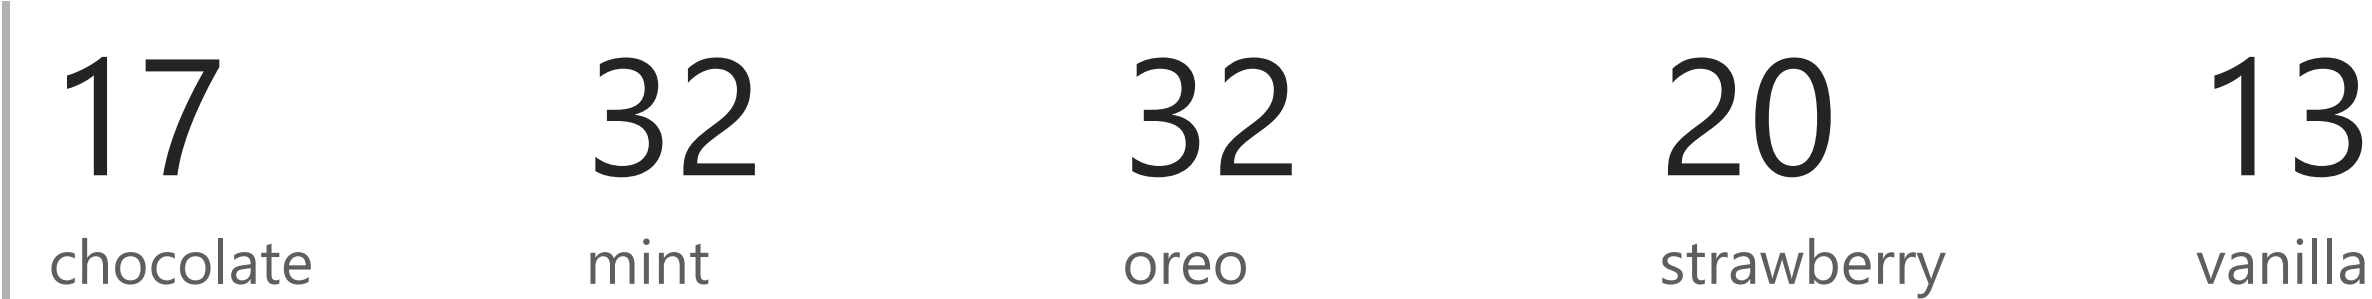 17 32 32 20 13
chocolate mint oreo strawberry vanilla